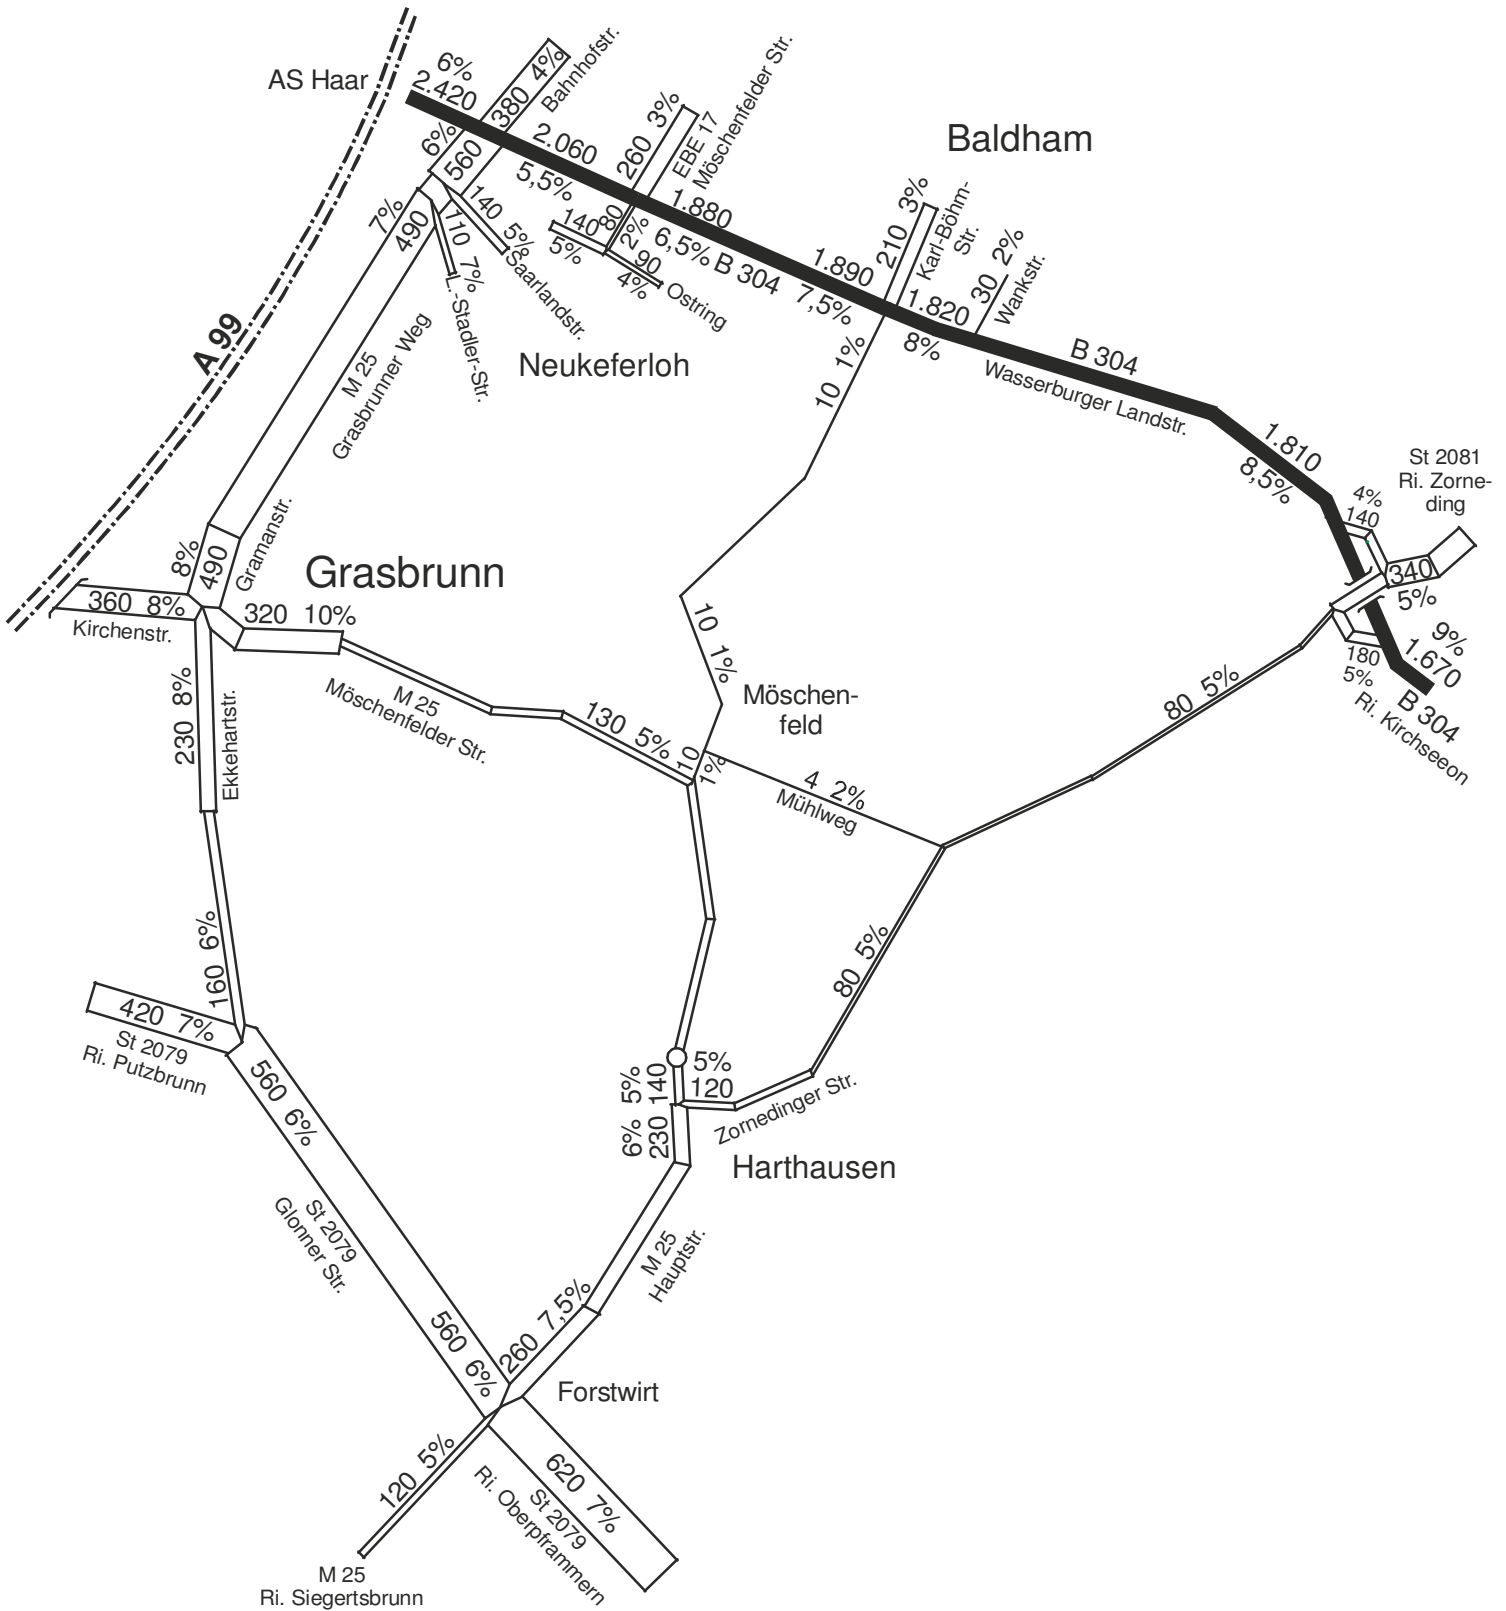 AS Haar
6%
2.420
380 4%
Bahnhofstr.
6%
560
2.060
5,5%
260 3%
EBE 17
Möschenfelder Str.
Baldham
7%
490
140 5%
Saarlandstr.
110 7%
L.-Stadler-Str.
140
5%
80
2%
90
4%
Ostring
1.880
6,5%
B 304
1.890
7,5%
210 3%
Karl-Böhm-
Str.
1.820
8%
30 2%
Wankstr.
A 99
M 25
Grasbrunner Weg
Neukeferloh
10 1%
B 304
Wasserburger Landstr.
1.810
8,5%
St 2081
Ri. Zorne-
ding
4%
140
340
5%
180
5%
9%
1.670
B 304
Ri. Kirchseeon
8%
490
Gramanstr.
Grasbrunn
360 8%
Kirchenstr.
320 10%
M 25
Möschenfelder Str.
230 8%
Ekkehartstr.
130 5%
10 1%
10
1%
Möschen-
feld
4 2%
Mühlweg
80 5%
80 5%
160 6%
420 7%
St 2079
Ri. Putzbrunn
560 6%
5%
140
5%
120
Zornedinger Str.
6%
230
Harthausen
St 2079
Glonner Str.
M 25
Hauptstr.
560 6%
260 7,5%
Forstwirt
120 5%
M 25
Ri. Siegertsbrunn
620 7%
St 2079
Ri. Oberpframmern